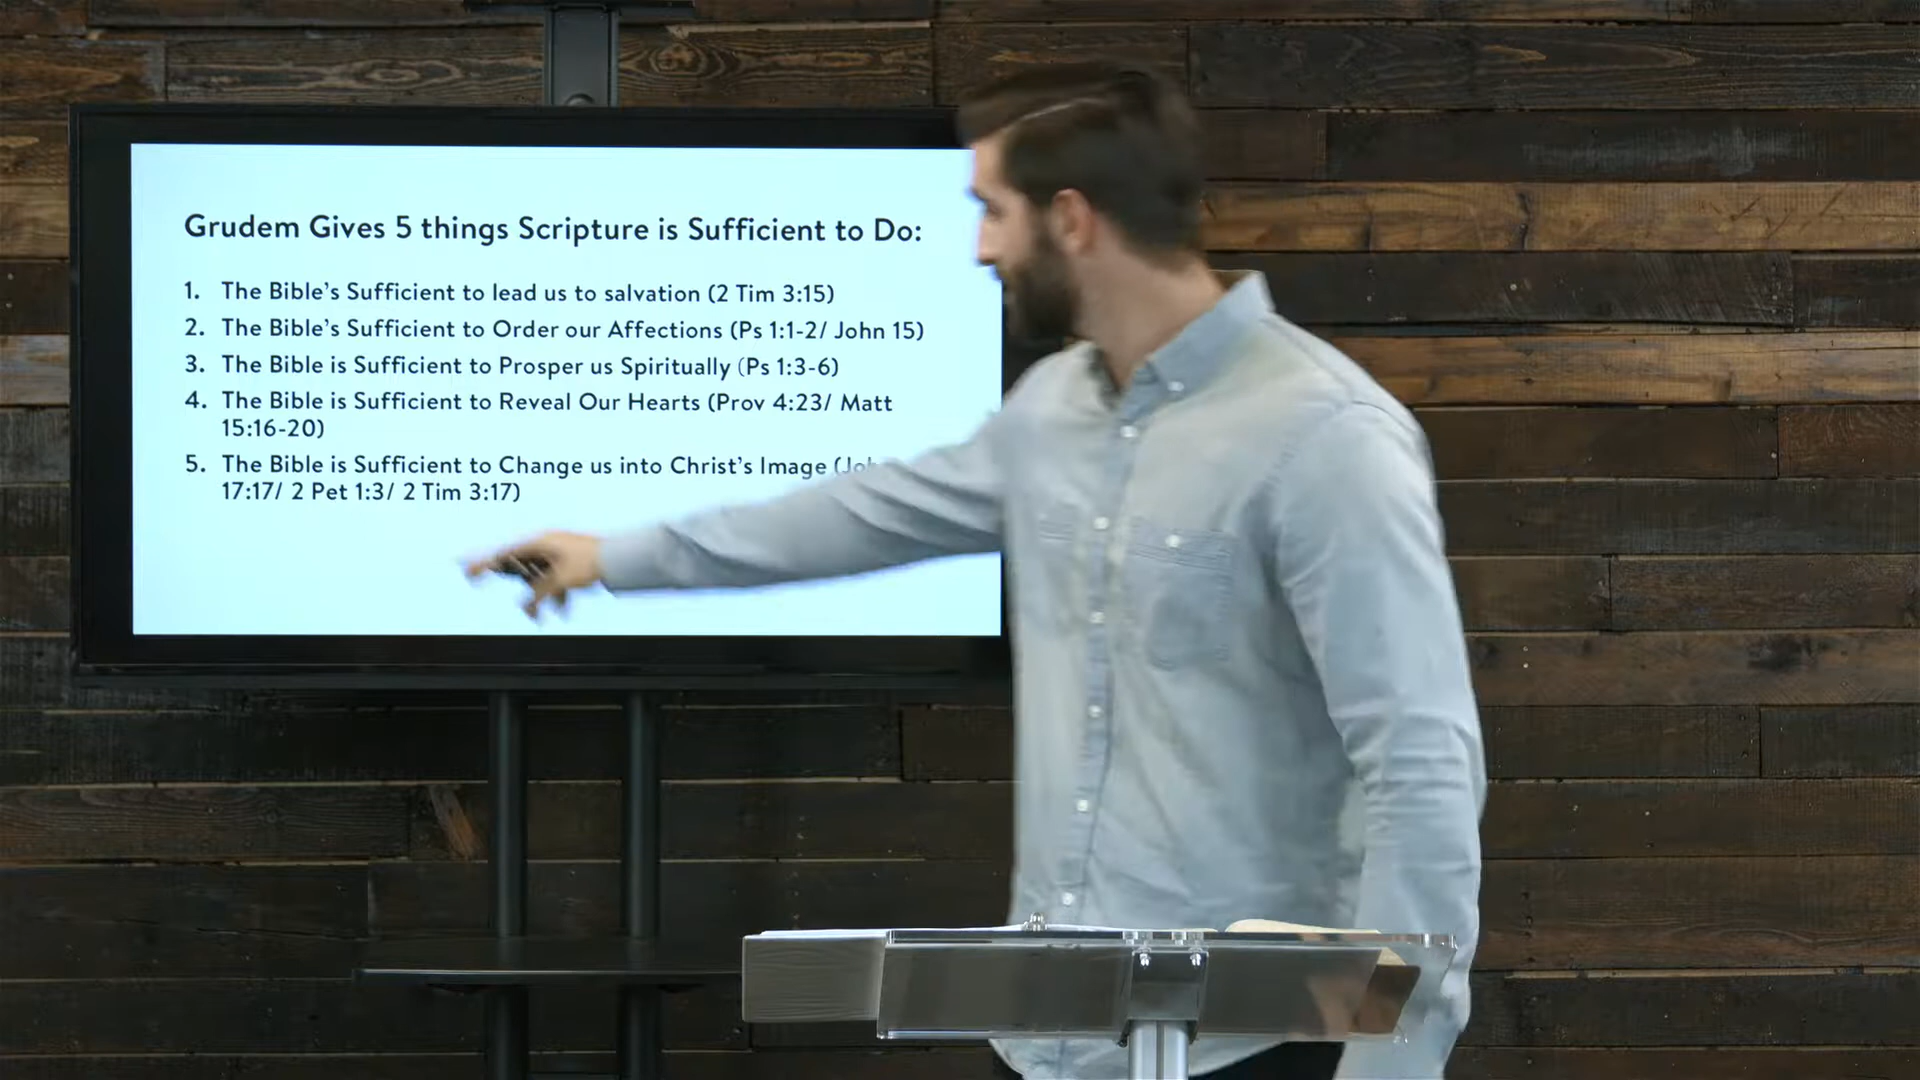 Grudem Gives 5 things Scripture is Sufficient to Do:
1. The Bible's Sufficient to lead us to salvation (2 Tim 3:15)
2. The Bible's Sufficient to Order our Affections (Ps 1:1-2/ John 15)
3. The Bible is Sufficient to Prosper us Spiritually (Ps 1:3-6)
4. The Bible is Sufficient to Reveal Our Hearts (Prov 4:23/ Matt
15:16-20)
5. The Bible is Sufficient to Change us into Christ's Image
17:17/ 2 Pet 1:3/ 2 Tim 3:17)